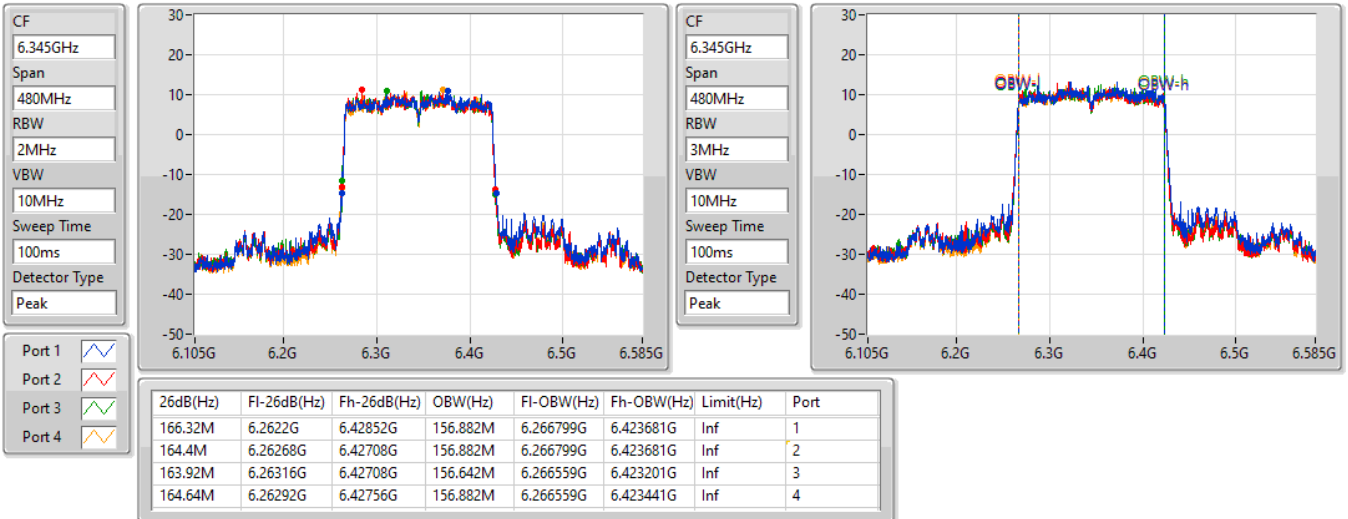 CF
6.345GHz
Span
480MHz
RBW
2MHz
VBW
10MHz
Sweep Time
100ms
Detector Type
Peak
30
20
10
0
-10
-20
-30
-40
-50
6.105G 6.2G 6.3G 6.4G 6.5G 6.585G
CF
6.345GHz
Span
480MHz
RBW
3MHz
VBW
10MHz
Sweep Time
100ms
Detector Type
Peak
30
20
10
0
-10
-20
-30
-40
-50
OBW-l OBW-h
6.105G 6.2G 6.3G 6.4G 6.5G 6.585G
Port 1
Port 2
Port 3
Port 4
26dB(Hz) Fl-26dB(Hz) Fh-26dB(Hz) OBW(Hz) Fl-OBW(Hz) Fh-OBW(Hz) Limit(Hz) Port
166.32M 6.2622G 6.42852G 156.882M 6.266799G 6.423681G Inf 1
164.4M 6.26268G 6.42708G 156.882M 6.266799G 6.423681G Inf 2
163.92M 6.26316G 6.42708G 156.642M 6.266559G 6.423201G Inf 3
164.64M 6.26292G 6.42756G 156.882M 6.266559G 6.423441G Inf 4